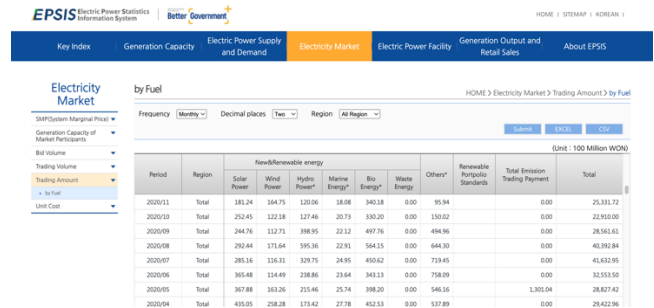 EPSIS Electric Power Statistics Information System Better Government HOME | SITEMAP | KOREAN |
Key Index Generation Capacity Electric Power Supply and Demand Electricity Market Electric Power Facility Generation Output and Retail Sales About EPSIS
Electricity Market
SMP(System Marginal Price)
Generation Capacity of Market Participants
Bid Volume
Trading Volume
Trading Amount
by Fuel
Unit Cost
by Fuel HOME > Electricity Market > Trading Amount > by Fuel
Frequency Monthly Decimal places Two Region All Region
Submit EXCEL CSV
(Unit : 100 Million WON)
Period Region New&Renewable energy Others* Renewable Portpolio Standards Total Emission Trading Payment Total
Solar Power Wind Power Hydro Power* Marine Energy* Bio Energy* Waste Energy
2020/11 Total 181.24 164.75 120.06 18.08 340.18 0.00 95.94 0.00 25,331.72
2020/10 Total 252.45 122.18 127.46 20.73 330.20 0.00 150.02 0.00 22,910.00
2020/09 Total 244.76 112.71 398.95 22.12 497.76 0.00 494.96 0.00 28,561.61
2020/08 Total 292.44 171.64 595.36 22.91 564.15 0.00 644.30 0.00 40,392.84
2020/07 Total 285.16 116.31 329.75 24.95 450.62 0.00 719.45 0.00 41,632.95
2020/06 Total 365.48 114.49 238.86 23.64 343.13 0.00 758.09 0.00 32,553.50
2020/05 Total 367.88 163.26 215.46 25.74 398.20 0.00 546.16 1,301.04 28,827.42
2020/04 Total 435.05 258.28 173.42 27.78 452.53 0.00 537.89 0.00 29,422.96